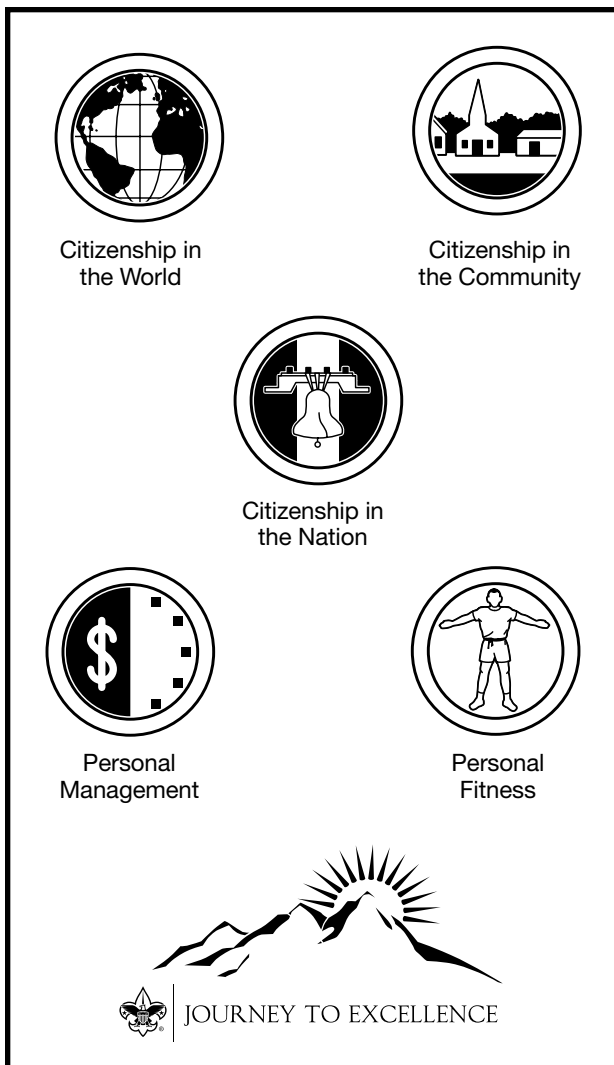 Citizenship in
the World
Citizenship in
the Community
Citizenship in
the Nation
$
Personal
Management
Personal
Fitness
®
JOURNEY TO EXCELLENCE